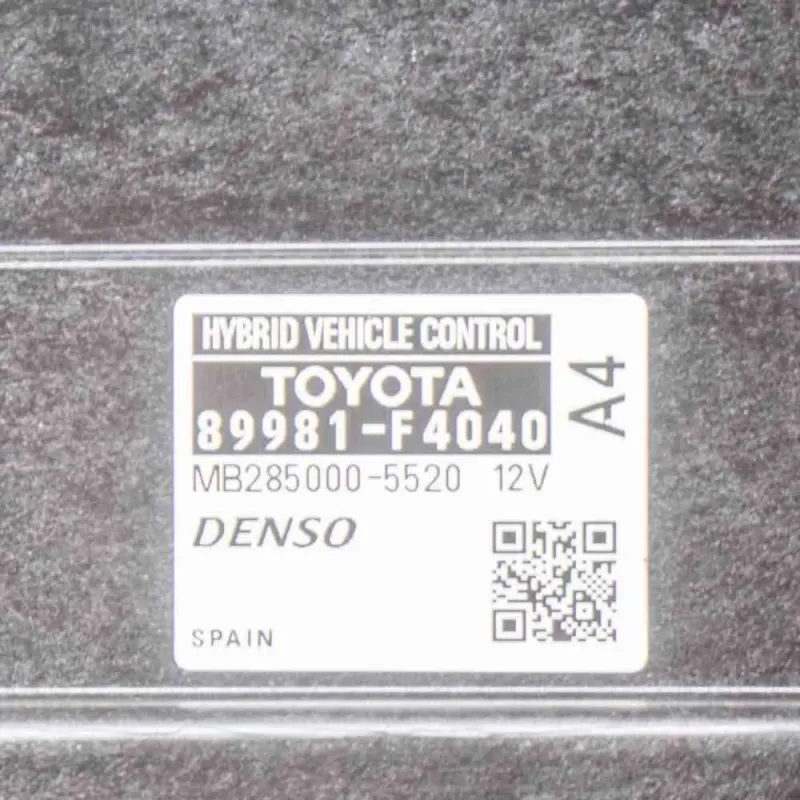 HYBRID VEHICLE CONTROL
TOYOTA
89981-F4040
A4
MB285000-5520 12V
DENSO
SPAIN